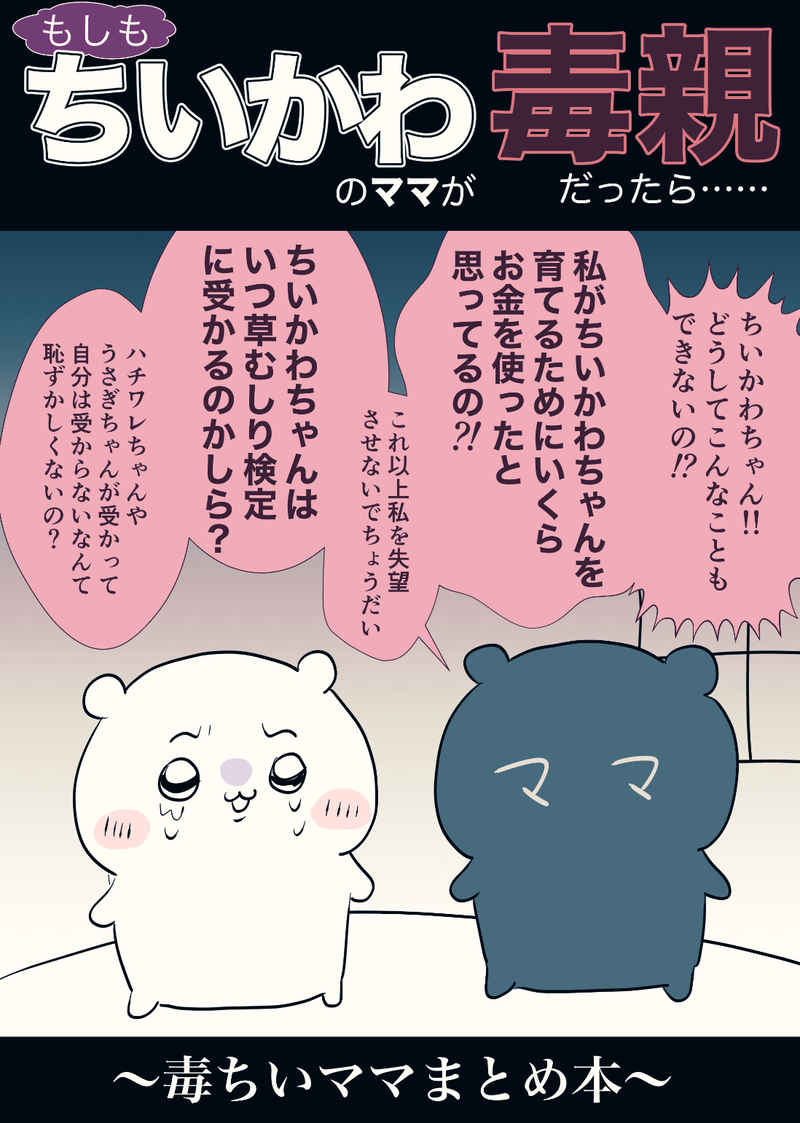 もしも
ちいかわ毒親
のママが だったら……
ちいかわちゃん!!
どうしてこんなことも
できないの!?
私がちいかわちゃんを
育てるためにいくら
お金を使ったと
思ってるの?!
これ以上私を失望
させないでちょうだい
ちいかわちゃんは
いつ草むしり検定
に受かるのかしら?
ハチワレちゃんや
うさぎちゃんが受かって
自分は受からないなんて
恥ずかしくないの?
ママ
~毒ちいママまとめ本~